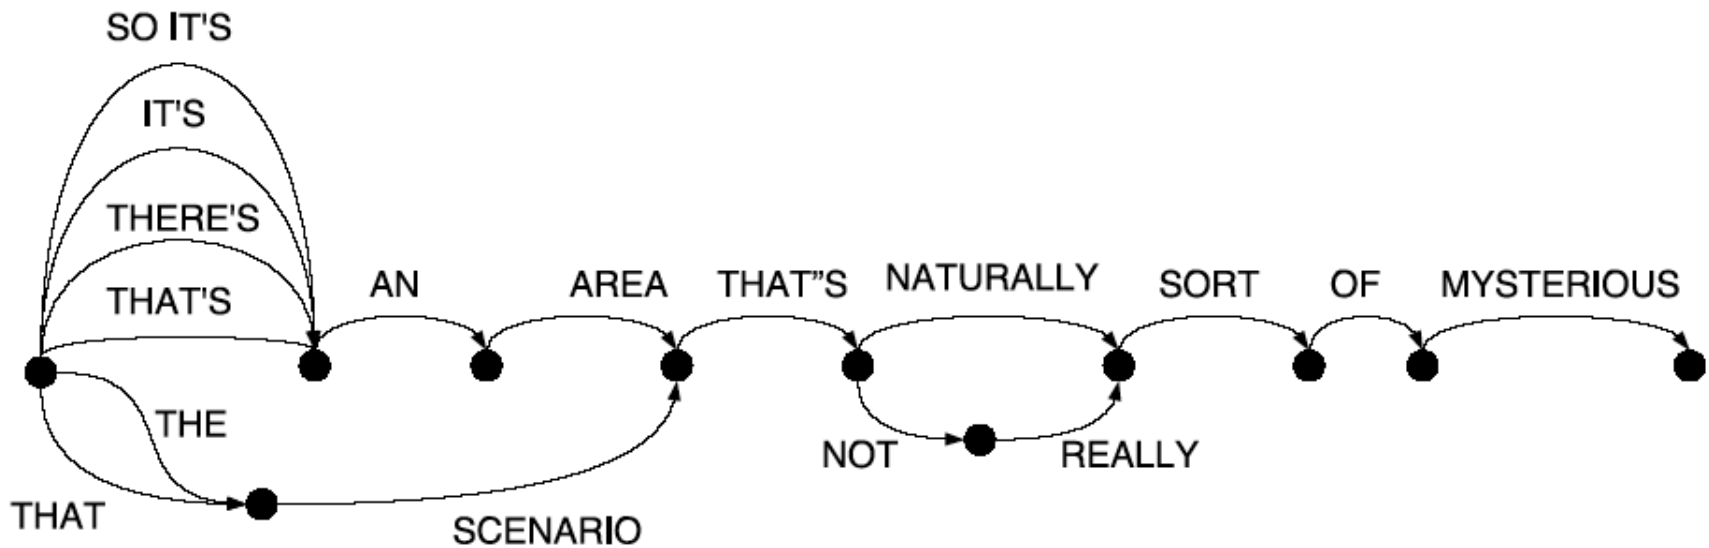 SO IT'S
IT'S
THERE'S
THAT'S
AN
AREA
THAT”S
NATURALLY
SORT
OF
MYSTERIOUS
THE
NOT
REALLY
THAT
SCENARIO